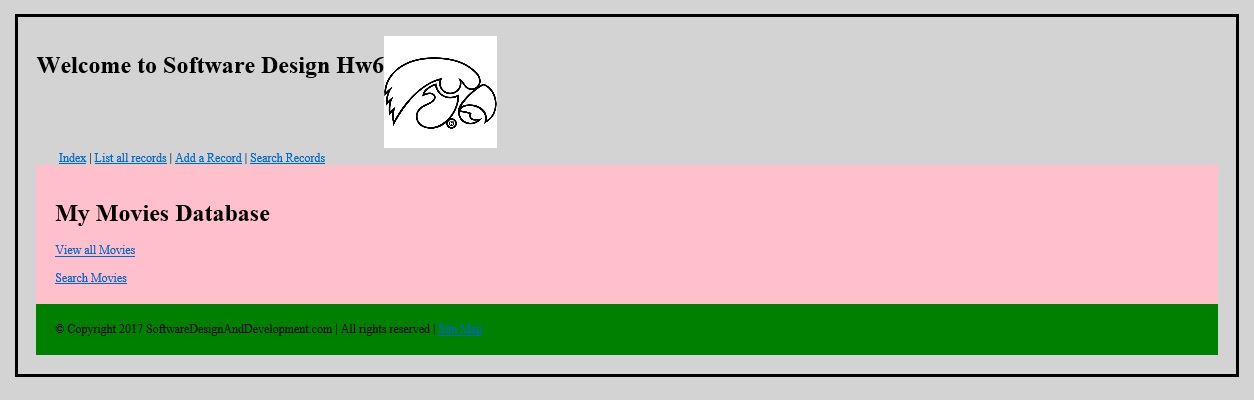 Welcome to Software Design Hw6
Index | List all records | Add a Record | Search Records
My Movies Database
View all Movies
Search Movies
© Copyright 2017 SoftwareDesignAndDevelopment.com | All rights reserved | Site Map